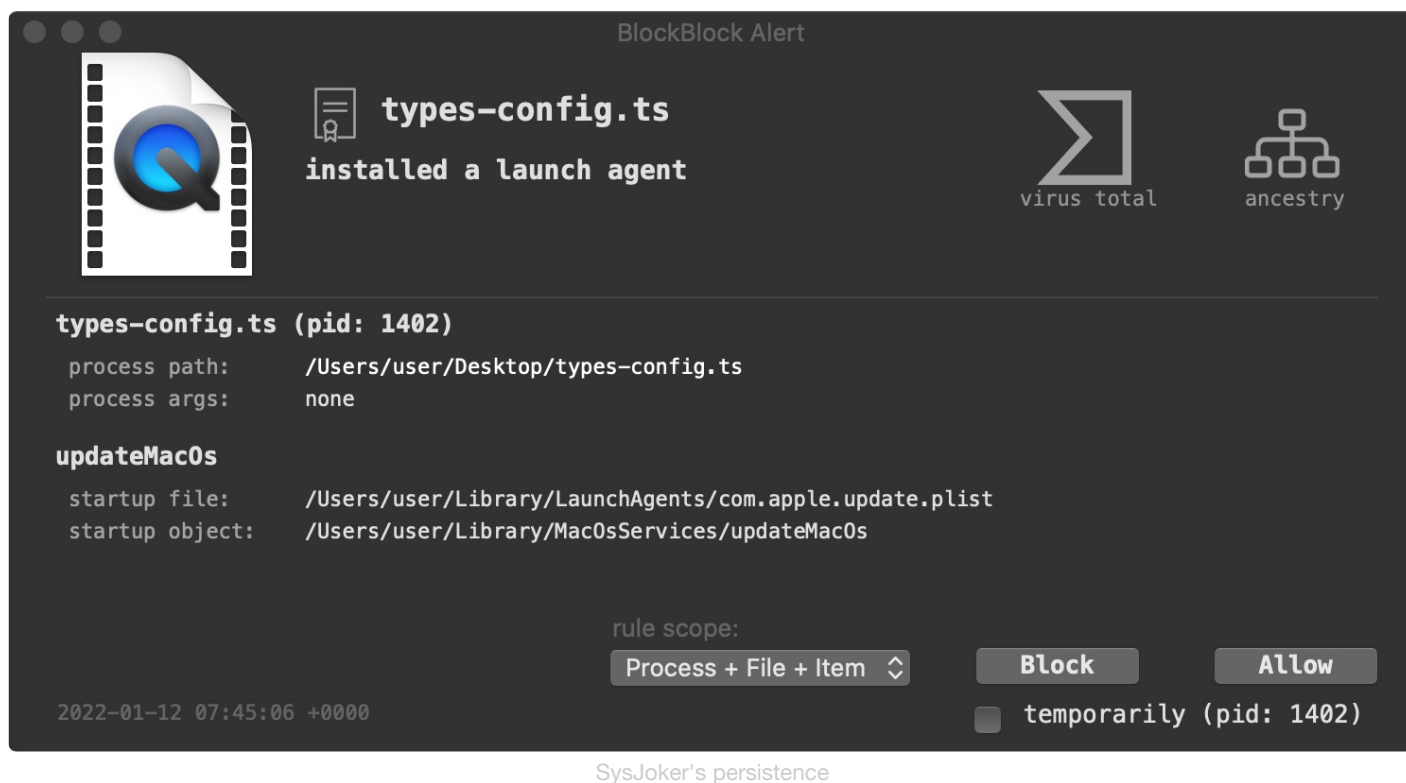 BlockBlock Alert
types-config.ts
installed a launch agent
virus total
ancestry
types-config.ts (pid: 1402)
process path: /Users/user/Desktop/types-config.ts
process args: none
updateMacOs
startup file: /Users/user/Library/LaunchAgents/com.apple.update.plist
startup object: /Users/user/Library/MacOsServices/updateMacOs
rule scope:
Process + File + Item
Block
Allow
2022-01-12 07:45:06 +0000
temporarily (pid: 1402)
SysJoker's persistence